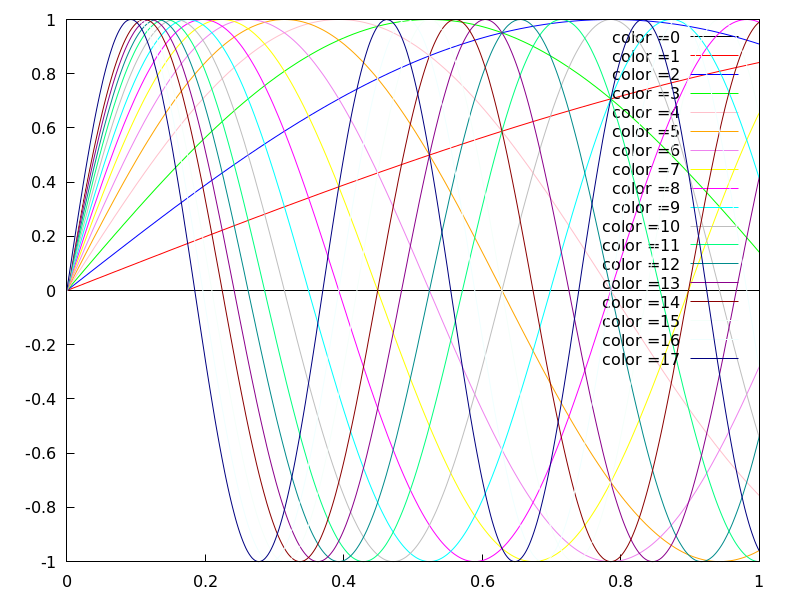 1
0.8
0.6
0.4
0.2
0
-0.2
-0.4
-0.6
-0.8
-1
0 0.2 0.4 0.6 0.8 1
color =0
color =1
color =2
color =3
color =4
color =5
color =6
color =7
color =8
color =9
color =10
color =11
color =12
color =13
color =14
color =15
color =16
color =17